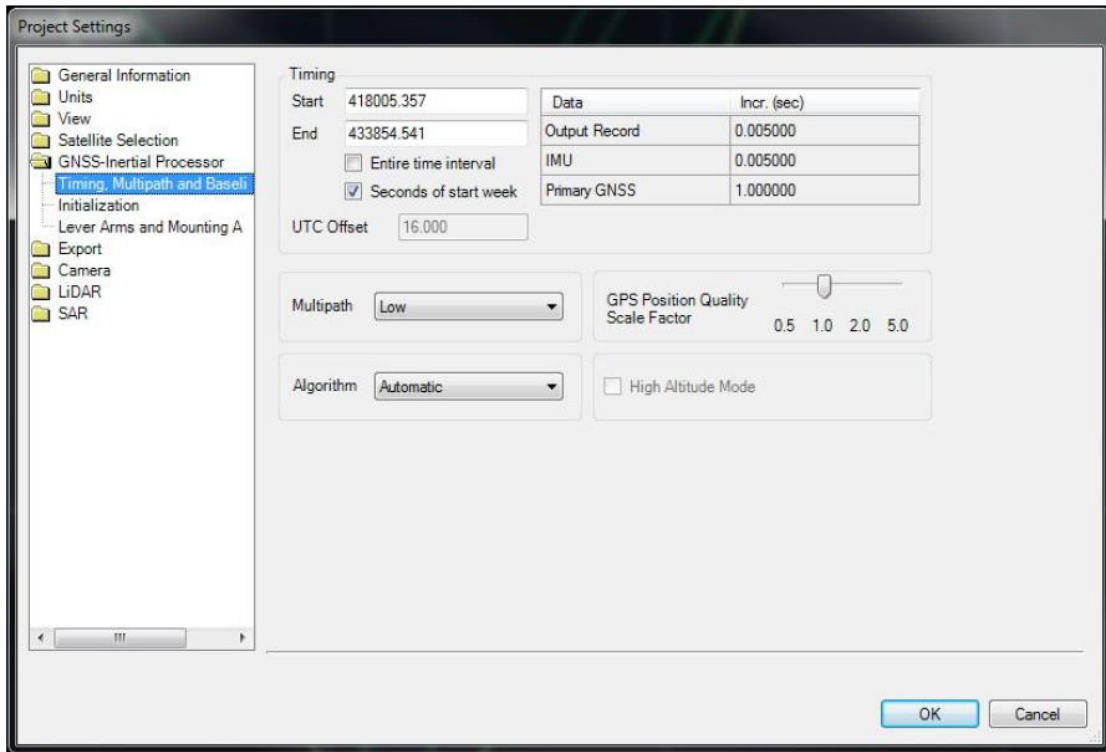 Project Settings
General Information
Units
View
Satellite Selection
GNSS-Inertial Processor
Timing, Multipath and Baseli
Initialization
Lever Arms and Mounting A
Export
Camera
LiDAR
SAR
Timing
Start 418005.357
End 433854.541
Entire time interval
Seconds of start week
UTC Offset 16.000
Data Incr. (sec)
Output Record 0.005000
IMU 0.005000
Primary GNSS 1.000000
Multipath Low
GPS Position Quality
Scale Factor
0.5 1.0 2.0 5.0
Algorithm Automatic
High Altitude Mode
OK Cancel